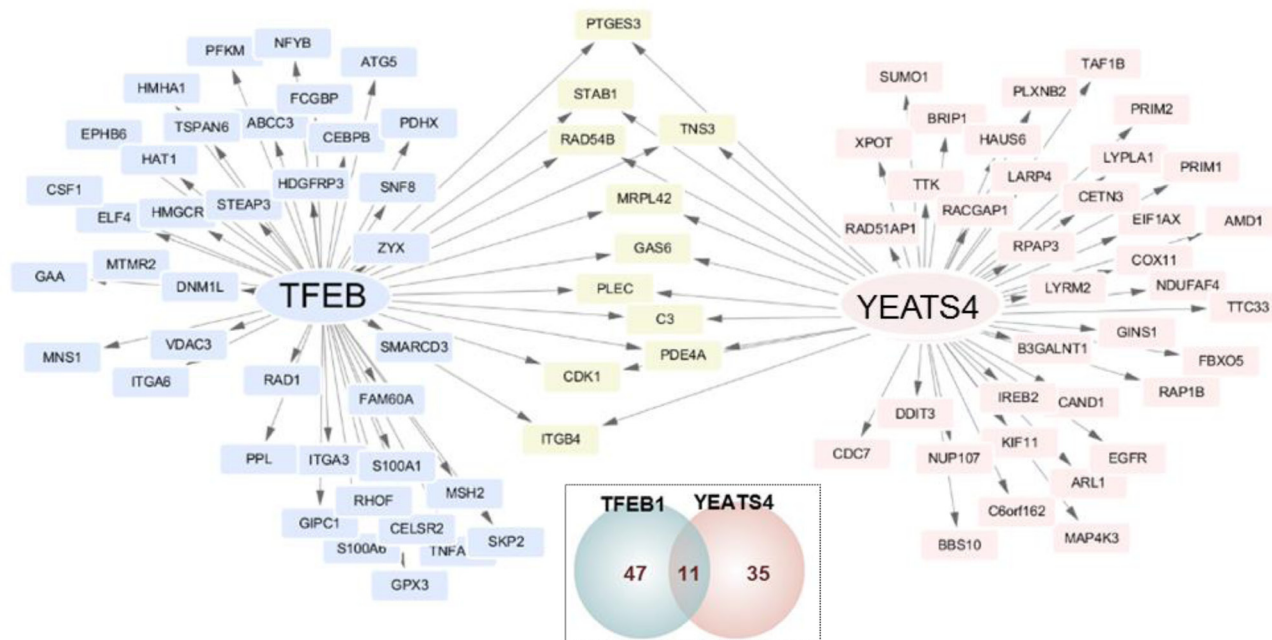 PTGES3
NFYB
PFKM
ATG5
TAF1B
HMHA1
SUMO1
FCGBP
STAB1
PLXNB2
TSPAN6
ABCC3
CEBPB
PDHX
TNS3
BRIP1
PRIM2
EPHB6
RAD54B
HAUS6
XPOT
HAT1
LYPLA1
PRIM1
CSF1
STEAP3
HDGFRP3
SNF8
MRPL42
TTK
LARP4
CETN3
ELF4
HMGCR
RACGAP1
EIF1AX
AMD1
RAD51AP1
ZYX
GAS6
RPAP3
COX11
MTMR2
GAA
DNM1L
TFEB
PLEC
YEATS4
LYRM2
NDUFAF4
TTC33
C3
GINS1
VDAC3
SMARCD3
PDE4A
B3GALNT1
MNS1
FBXO5
ITGA6
RAD1
CDK1
RAP1B
FAM60A
IREB2
CAND1
DDIT3
ITGB4
KIF11
PPL
ITGA3
S100A1
CDC7
NUP107
EGFR
MSH2
ARL1
RHOF
GIPC1
CELSR2
C6orf162
SKP2
S100A6
TNFA
BBS10
MAP4K3
GPX3
TFEB1 YEATS4
47 11 35